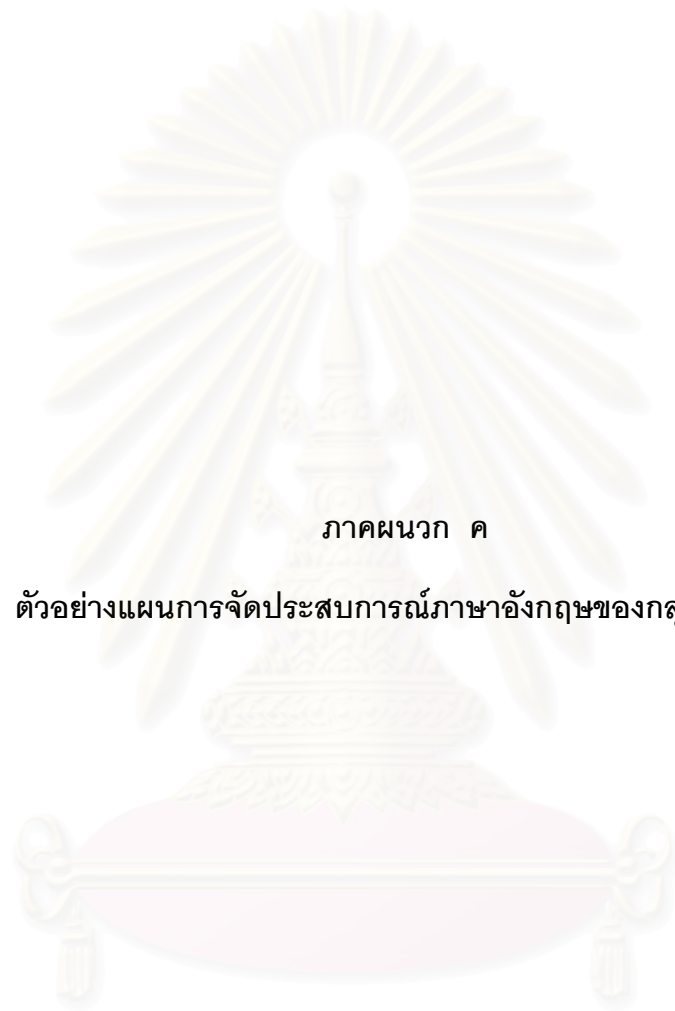 ภาคผนวก ค
ตัวอย่างแผนการจัดประสบการณ์ภาษาอังกฤษของ